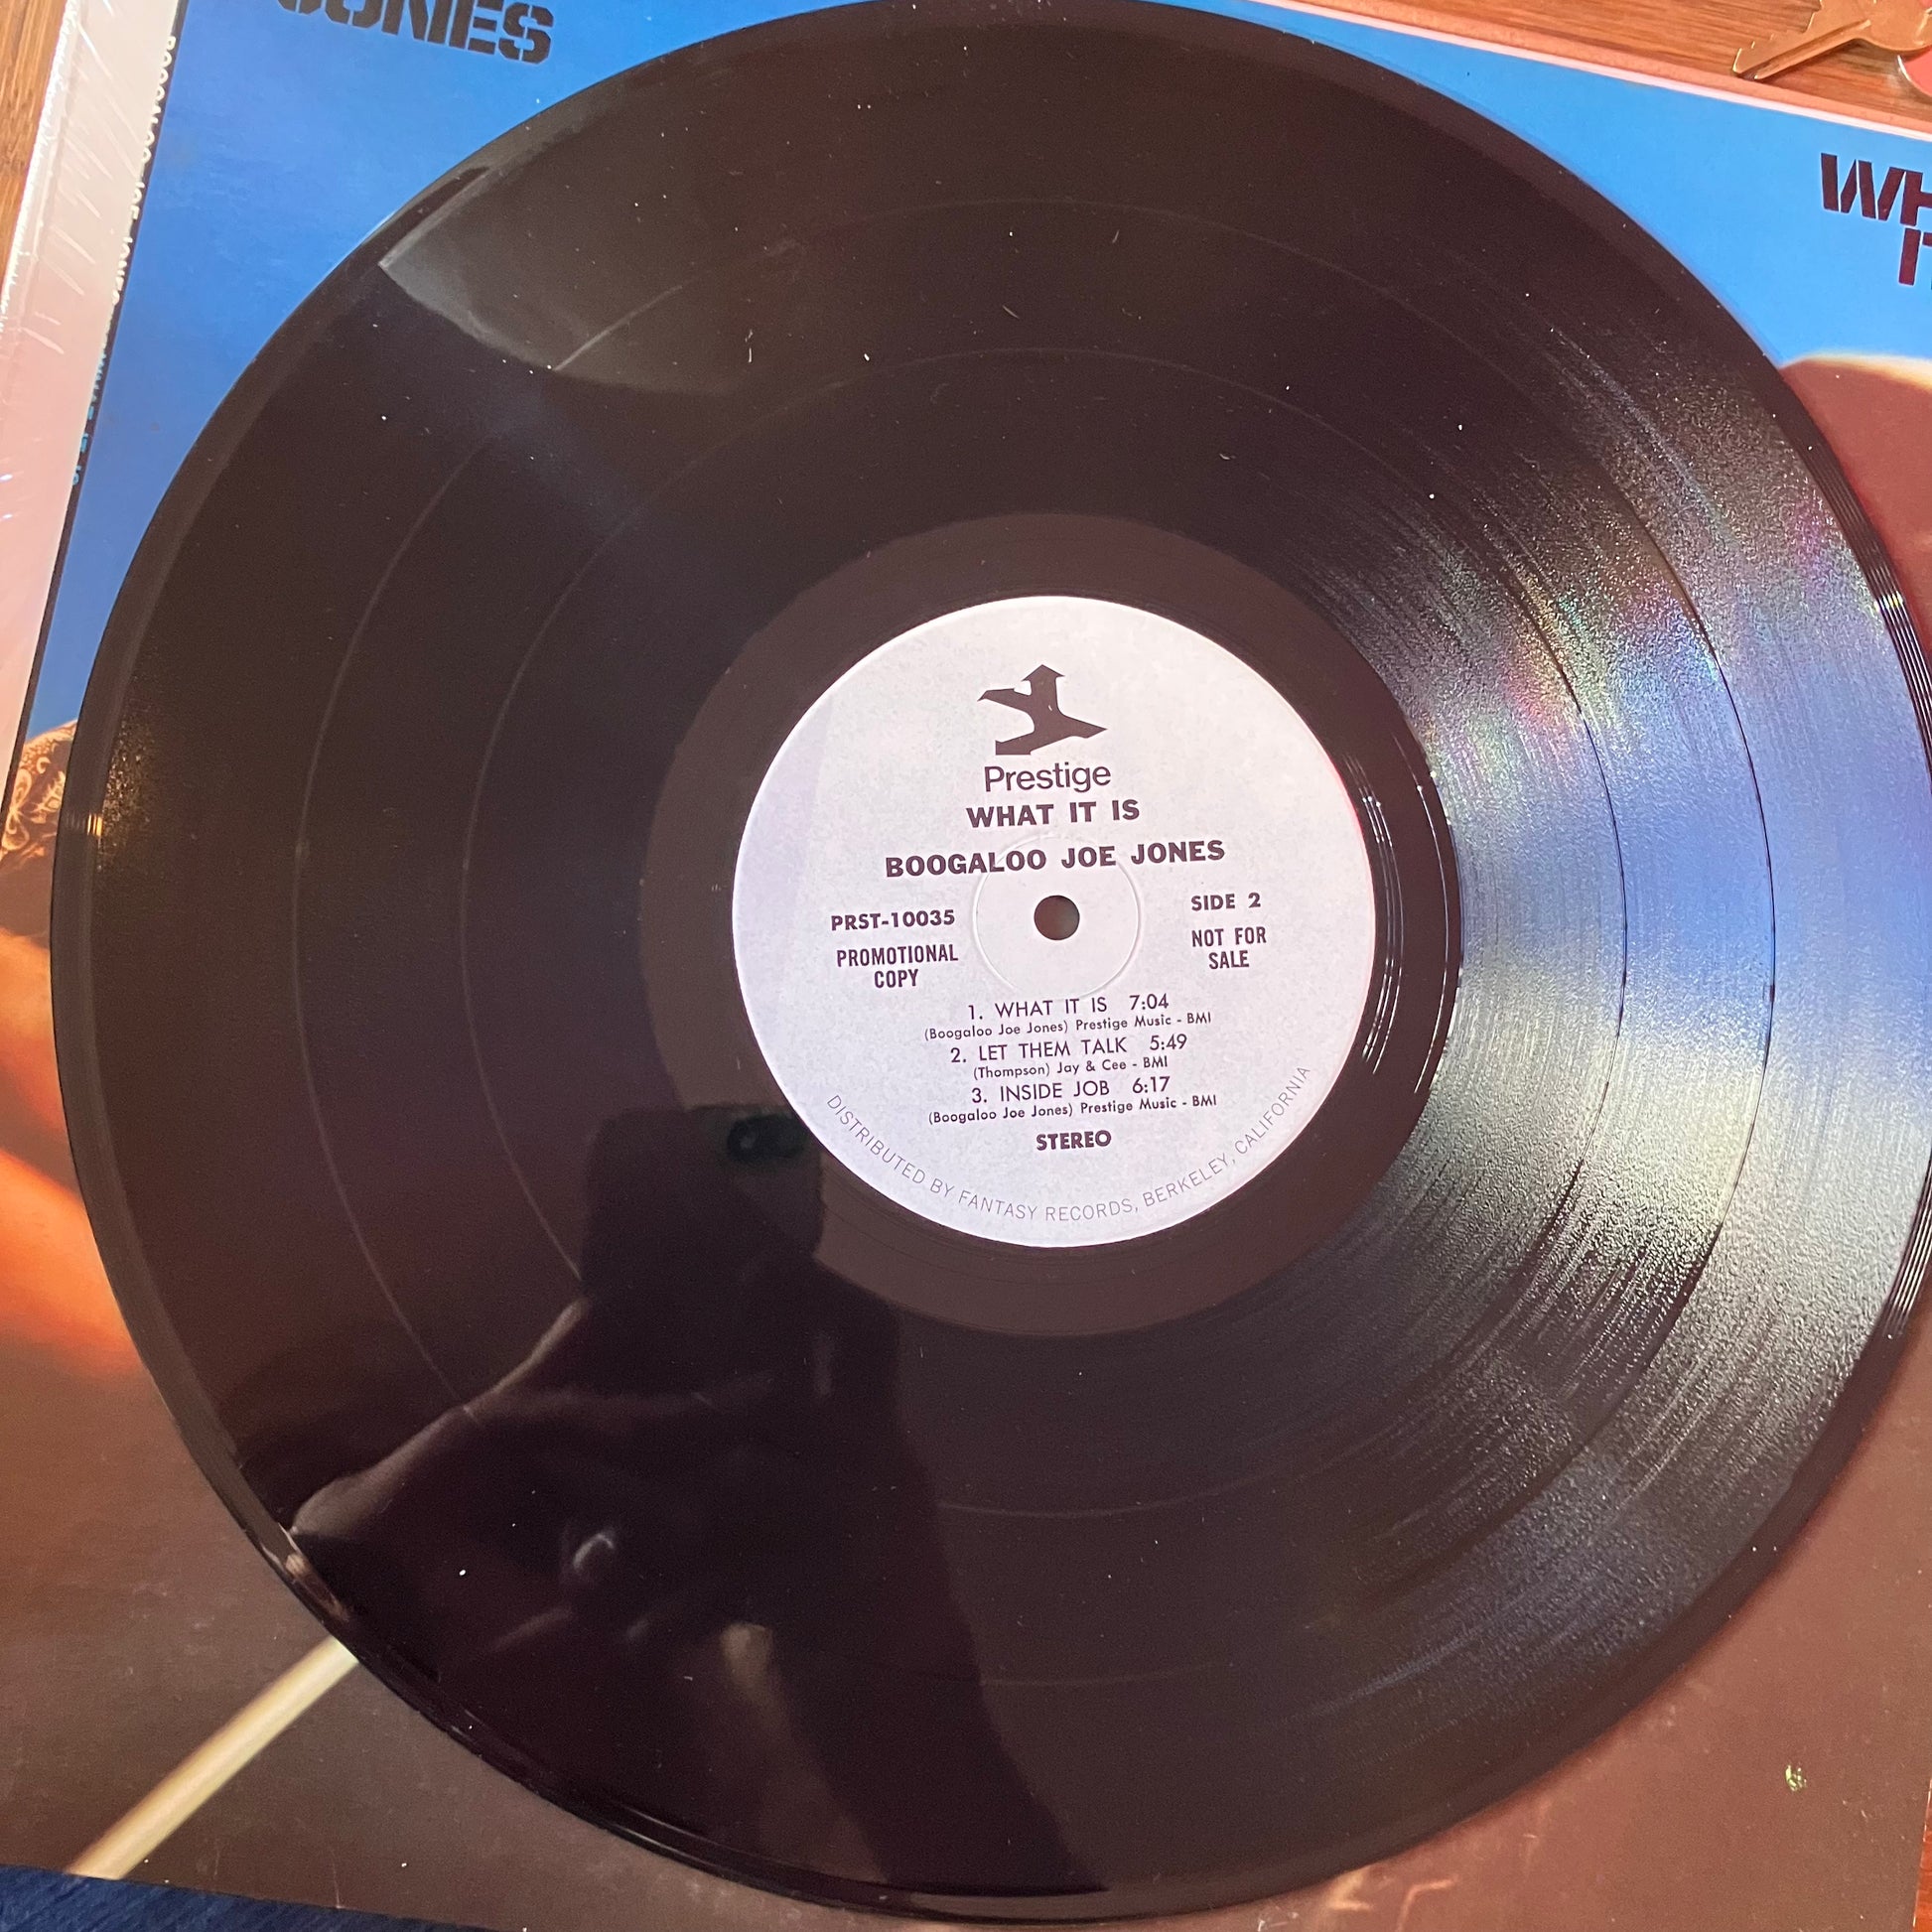 JONES
Prestige
WHAT IT IS
BOOGALOO JOE JONES
PRST-10035
SIDE 2
PROMOTIONAL
COPY
NOT FOR
SALE
1. WHAT IT IS 7:04
(Boogaloo Joe Jones) Prestige Music - BMI
2. LET THEM TALK 5:49
(Thompson) Jay & Cee - BMI
3. INSIDE JOB 6:17
(Boogaloo Joe Jones) Prestige Music - BMI
STEREO
DISTRIBUTED BY FANTASY RECORDS, BERKELEY, CALIFORNIA